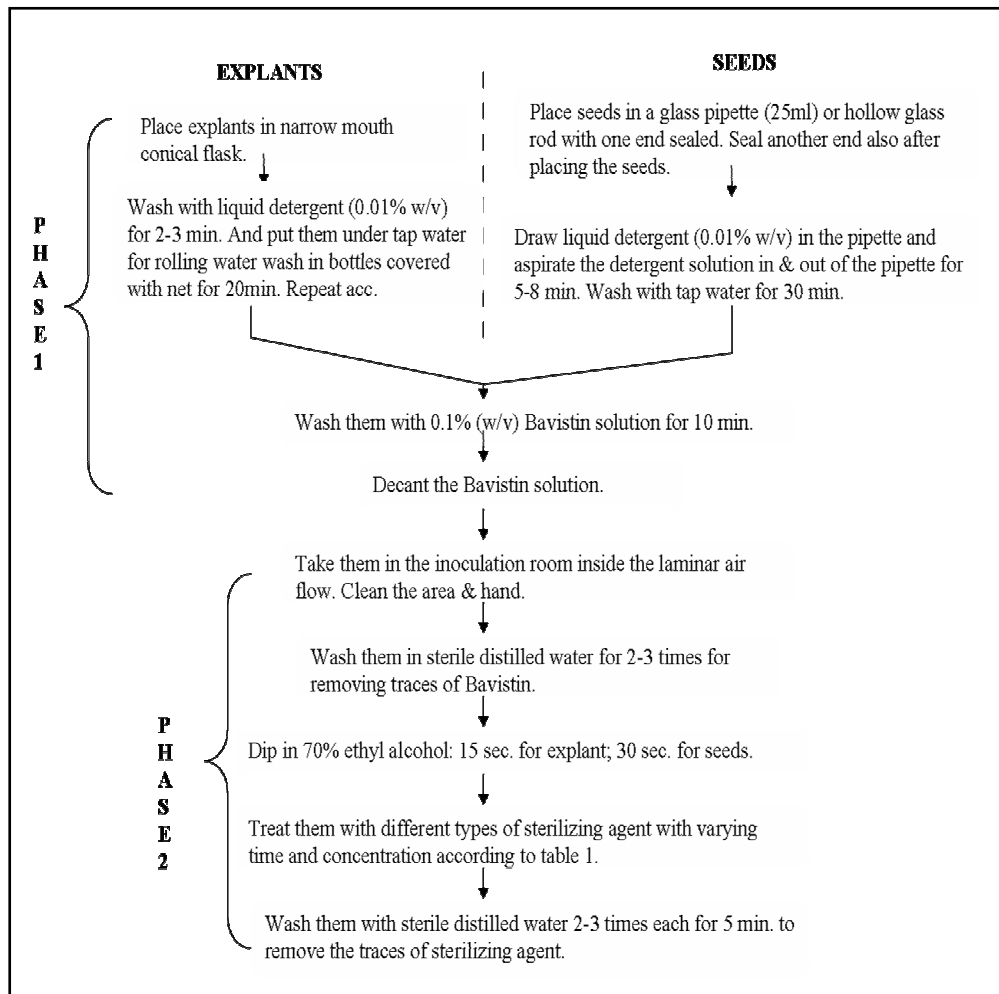 EXPLANTS
SEEDS
Place explants in narrow mouth
conical flask.
Place seeds in a glass pipette (25ml) or hollow glass
rod with one end sealed. Seal another end also after
placing the seeds.
Wash with liquid detergent (0.01% w/v)
for 2-3 min. And put them under tap water
for rolling water wash in bottles covered
with net for 20min. Repeat acc.
Draw liquid detergent (0.01% w/v) in the pipette and
aspirate the detergent solution in & out of the pipette for
5-8 min. Wash with tap water for 30 min.
PHASE 1
Wash them with 0.1% (w/v) Bavistin solution for 10 min.
Decant the Bavistin solution.
Take them in the inoculation room inside the laminar air
flow. Clean the area & hand.
Wash them in sterile distilled water for 2-3 times for
removing traces of Bavistin.
PHASE 2
Dip in 70% ethyl alcohol: 15 sec. for explant; 30 sec. for seeds.
Treat them with different types of sterilizing agent with varying
time and concentration according to table 1.
Wash them with sterile distilled water 2-3 times each for 5 min. to
remove the traces of sterilizing agent.